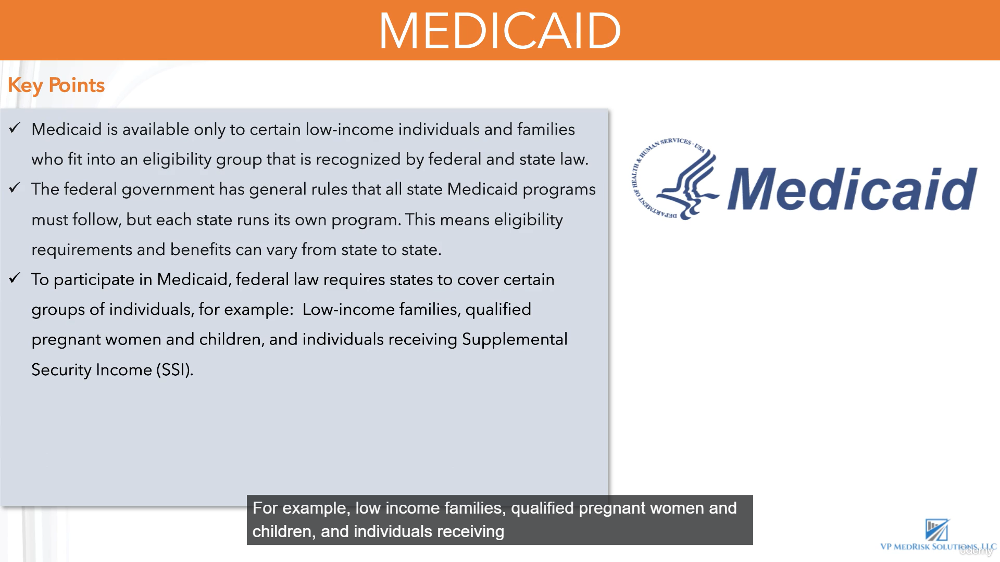 MEDICAID
Key Points
✓ Medicaid is available only to certain low-income individuals and families
who fit into an eligibility group that is recognized by federal and state law.
✓ The federal government has general rules that all state Medicaid programs
must follow, but each state runs its own program. This means eligibility
requirements and benefits can vary from state to state.
✓ To participate in Medicaid, federal law requires states to cover certain
groups of individuals, for example:  Low-income families, qualified
pregnant women and children, and individuals receiving Supplemental
Security Income (SSI).
DEPARTMENT OF HEALTH & HUMAN SERVICES · USA
Medicaid
For example, low income families, qualified pregnant women and
children, and individuals receiving
VP MEDRISK SOLUTIONS, LLC
udemy